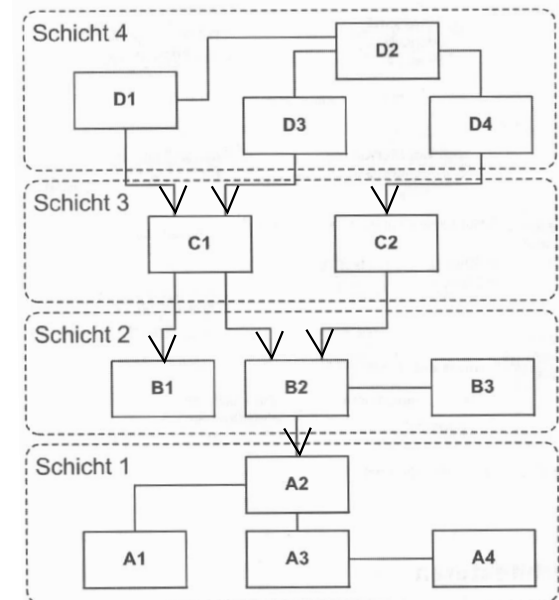 Schicht 4
D2
D1
D3
D4
Schicht 3
C1
C2
Schicht 2
B1
B2
B3
Schicht 1
A2
A1
A3
A4